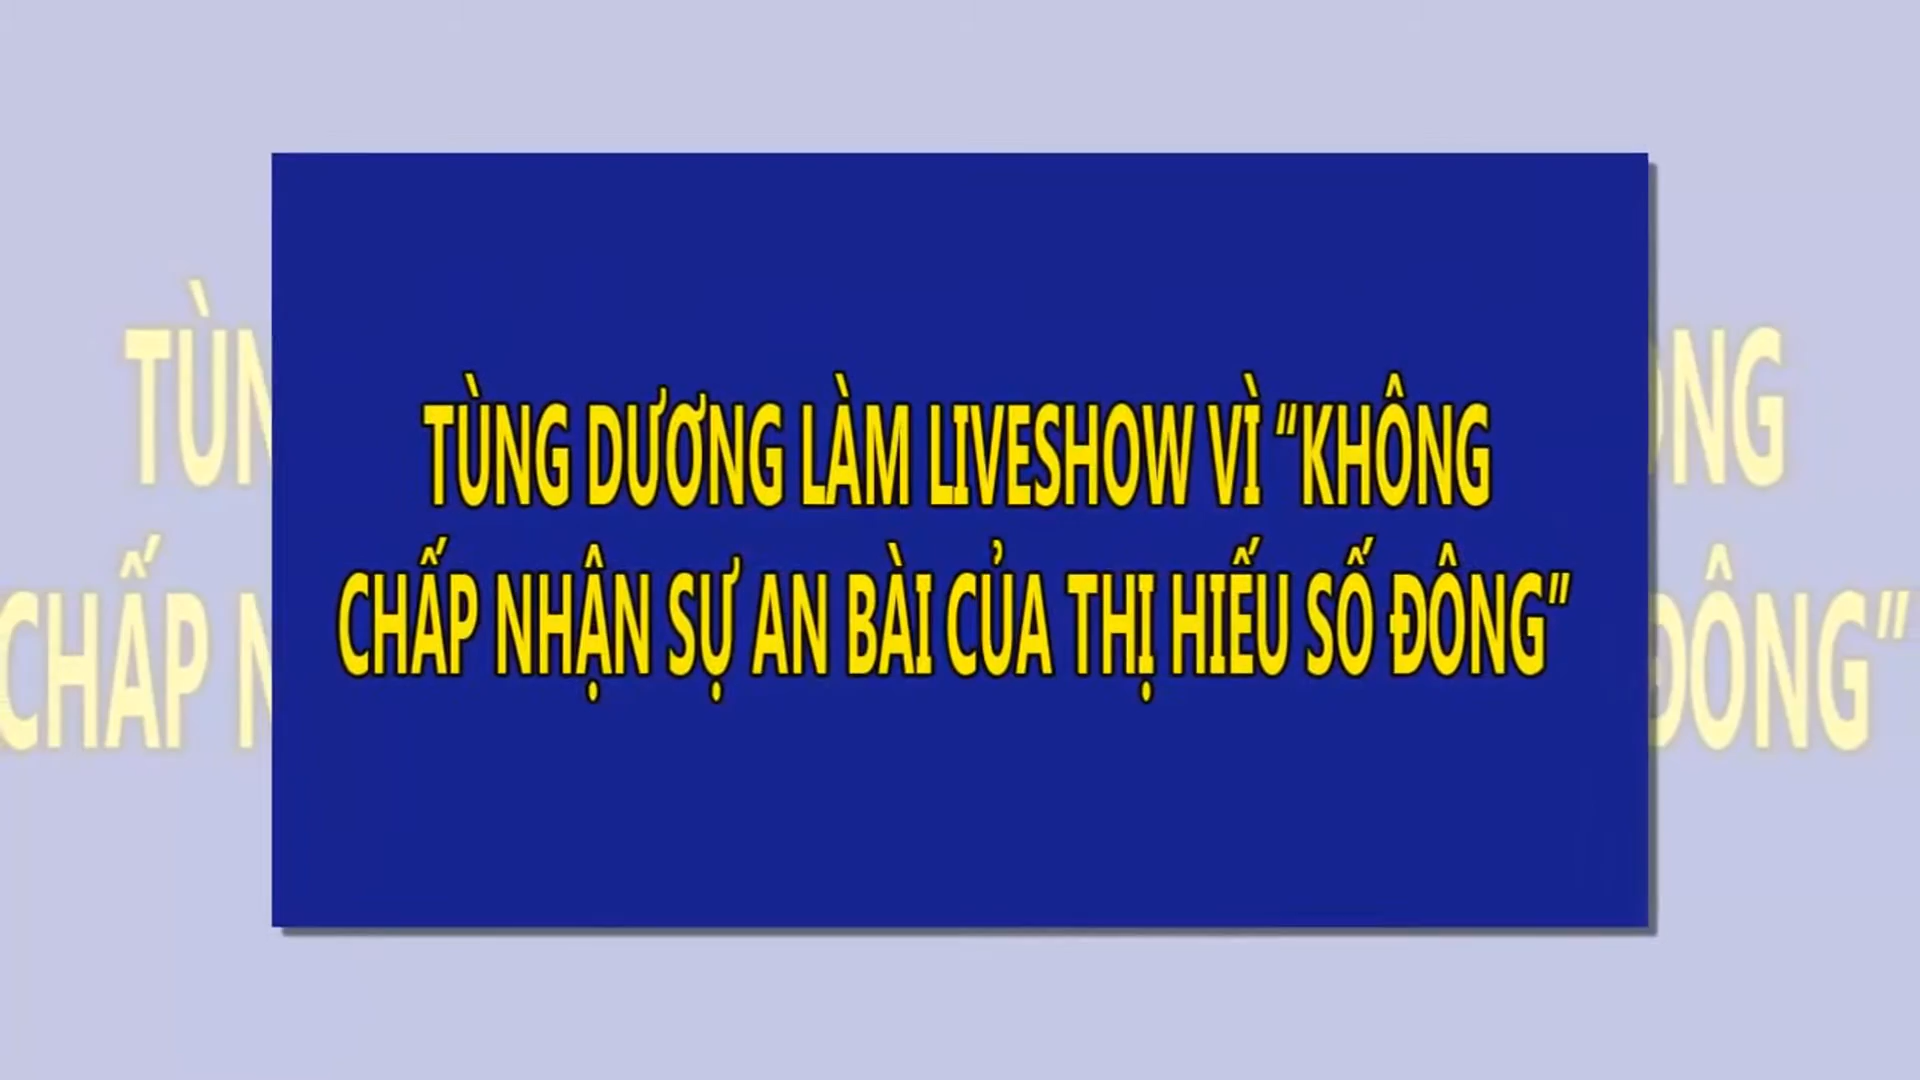 TÙNG DƯƠNG LÀM LIVESHOW VÌ “KHÔNG
CHẤP NHẬN SỰ AN BÀI CỦA THỊ HIẾU SỐ ĐÔNG”